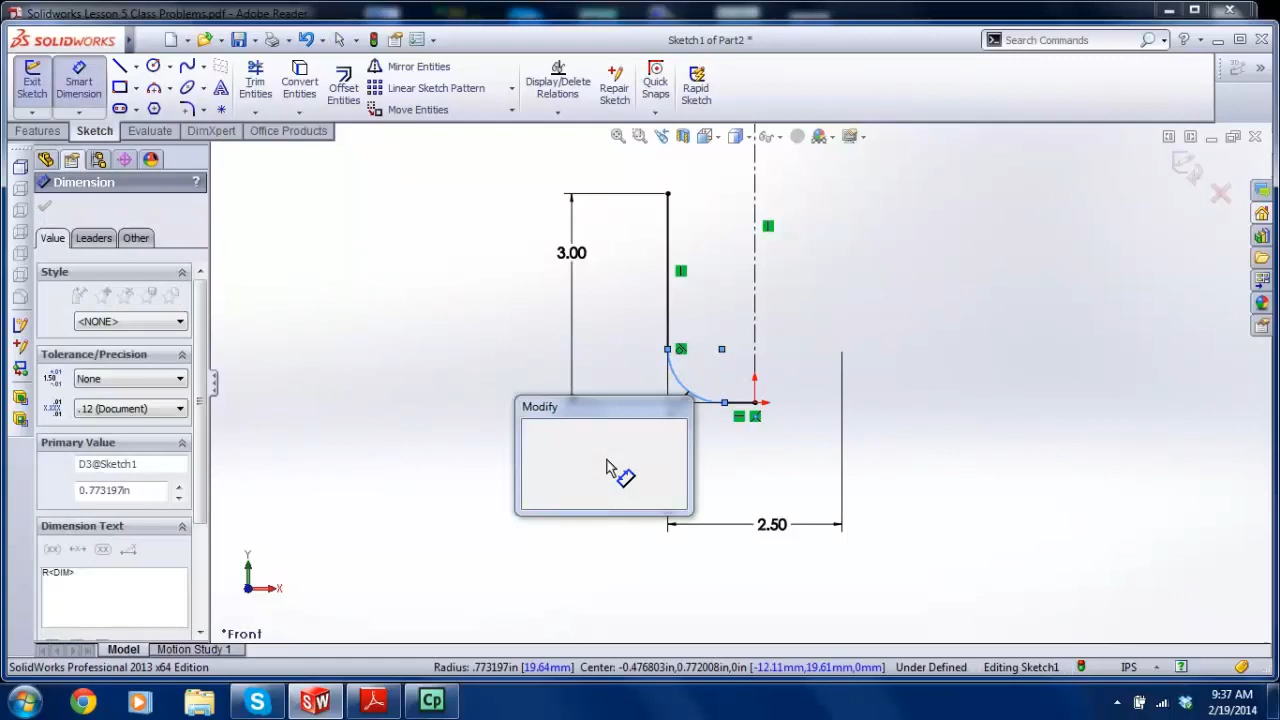 Solidworks Lesson 5 Class Problems.pdf - Adobe Reader
SOLIDWORKS
Sketch1 of Part2 *
Search Commands
Exit Sketch
Smart Dimension
Trim Entities
Convert Entities
Offset Entities
Mirror Entities
Linear Sketch Pattern
Move Entities
Display/Delete Relations
Repair Sketch
Quick Snaps
Rapid Sketch
Features
Sketch
Evaluate
DimXpert
Office Products
Dimension
?
Value
Leaders
Other
Style
<NONE>
Tolerance/Precision
None
.12 (Document)
Primary Value
D3@Sketch1
0.773197in
Dimension Text
R<DIM>
3.00
Modify
2.50
Y
X
*Front
Model
Motion Study 1
SolidWorks Professional 2013 x64 Edition
Radius: .773197in [19.64mm] Center: -0.476803in,0.772008in,0in [-12.11mm,19.61mm,0mm]
Under Defined
Editing Sketch1
IPS
9:37 AM
2/19/2014